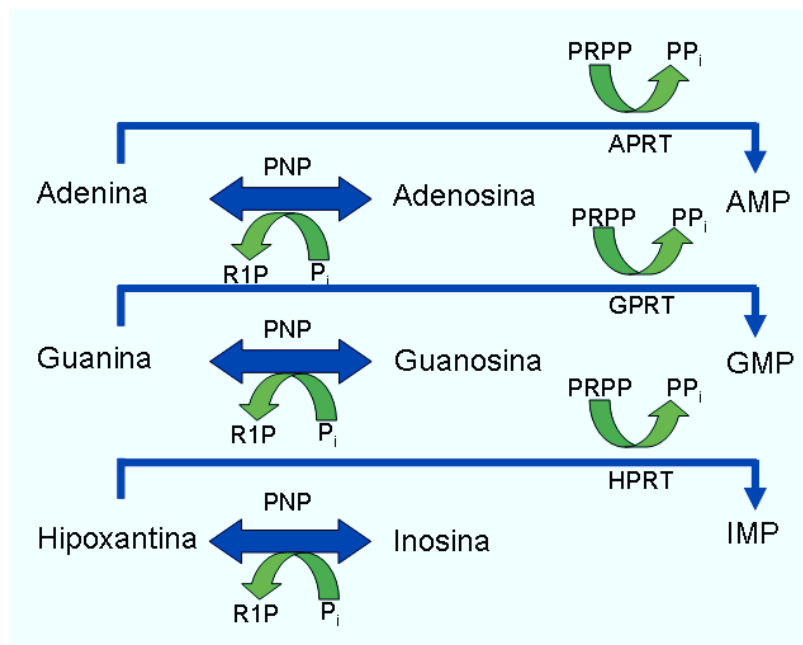 PRPP PPi
APRT
PNP
Adenina Adenosina AMP
R1P Pi
PRPP PPi
GPRT
PNP
Guanina Guanosina GMP
R1P Pi
PRPP PPi
HPRT
PNP
Hipoxantina Inosina IMP
R1P Pi